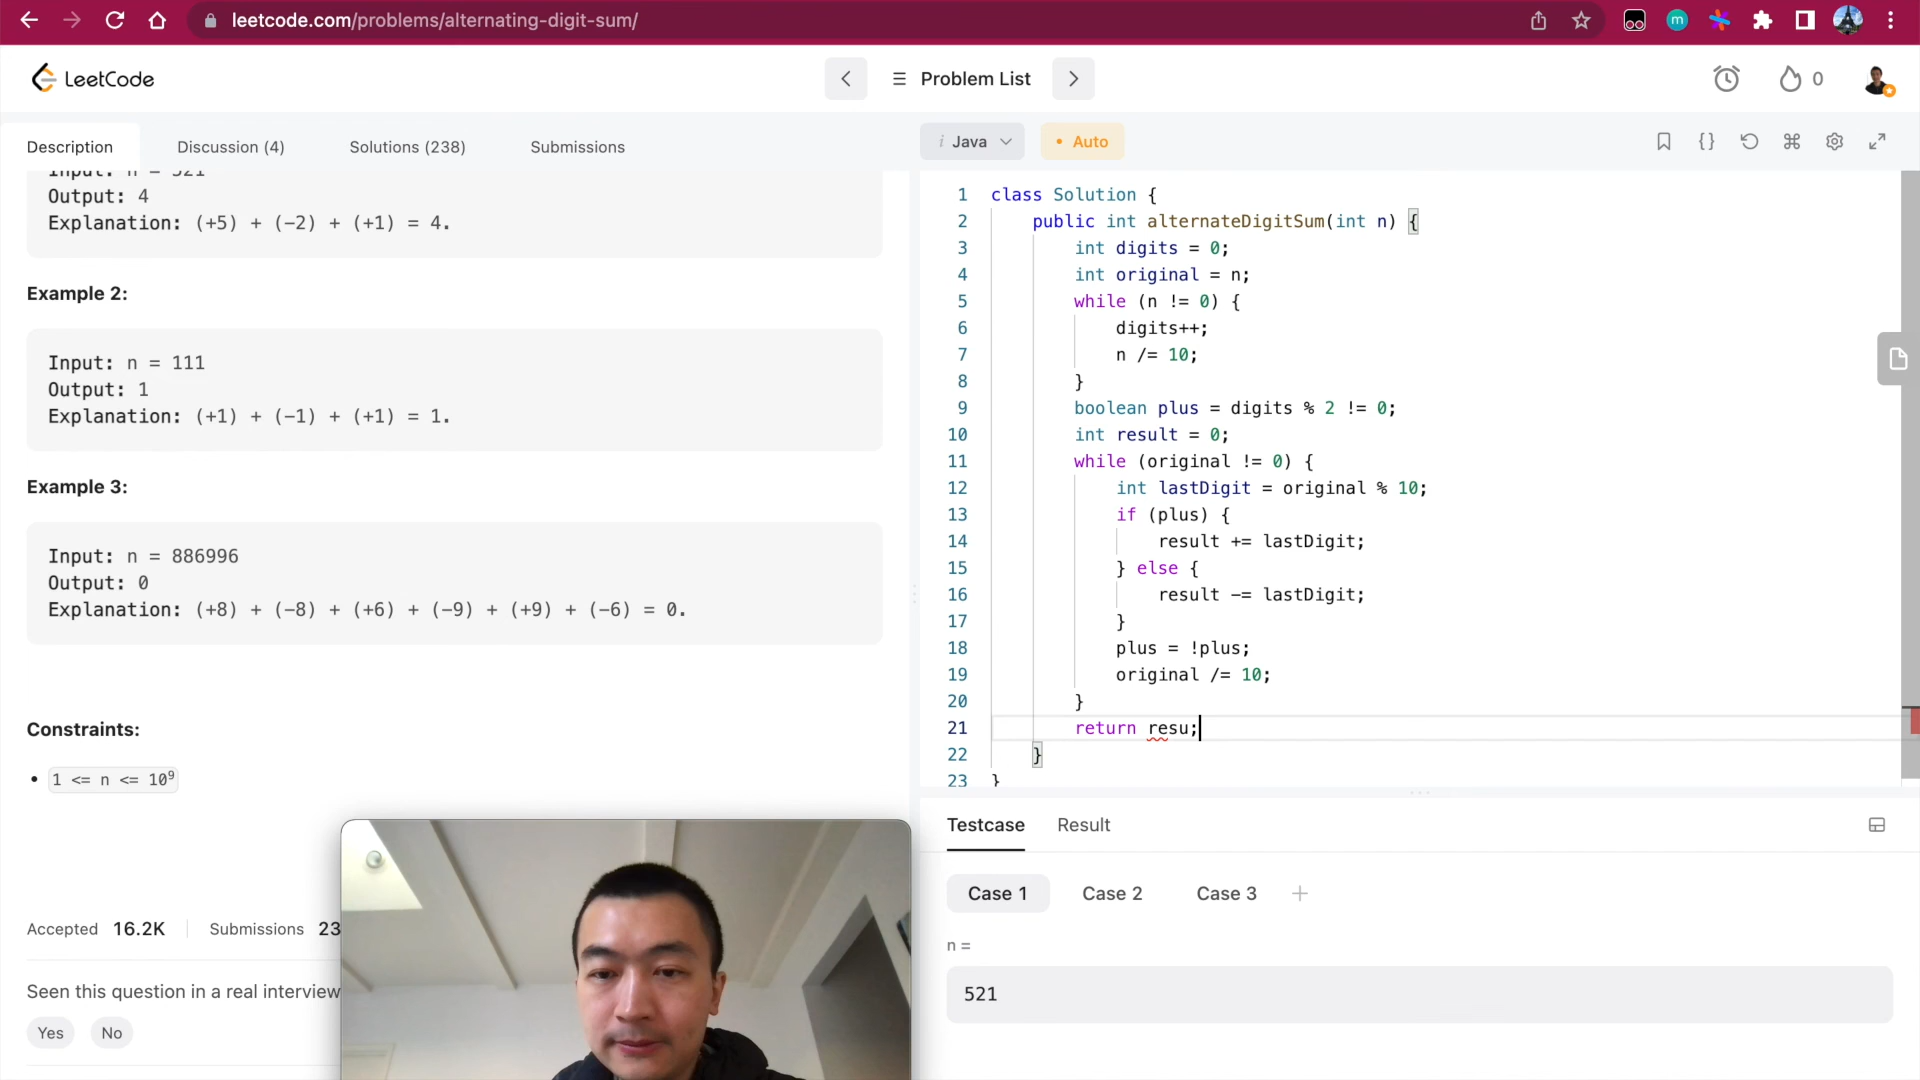 leetcode.com/problems/alternating-digit-sum/
m
LeetCode
Problem List
0
Description
Discussion (4)
Solutions (238)
Submissions
i Java
• Auto
{}
Input: n = 521
Output: 4
Explanation: (+5) + (-2) + (+1) = 4.
Example 2:
Input: n = 111
Output: 1
Explanation: (+1) + (-1) + (+1) = 1.
Example 3:
Input: n = 886996
Output: 0
Explanation: (+8) + (-8) + (+6) + (-9) + (+9) + (-6) = 0.
Constraints:
• 1 <= n <= 10⁹
Accepted 16.2K
Submissions 23
Seen this question in a real interview
Yes
No
1 class Solution {
2 public int alternateDigitSum(int n) {
3 int digits = 0;
4 int original = n;
5 while (n != 0) {
6 digits++;
7 n /= 10;
8 }
9 boolean plus = digits % 2 != 0;
10 int result = 0;
11 while (original != 0) {
12 int lastDigit = original % 10;
13 if (plus) {
14 result += lastDigit;
15 } else {
16 result -= lastDigit;
17 }
18 plus = !plus;
19 original /= 10;
20 }
21 return resu;
22 }
23 }
Testcase
Result
Case 1
Case 2
Case 3
n =
521